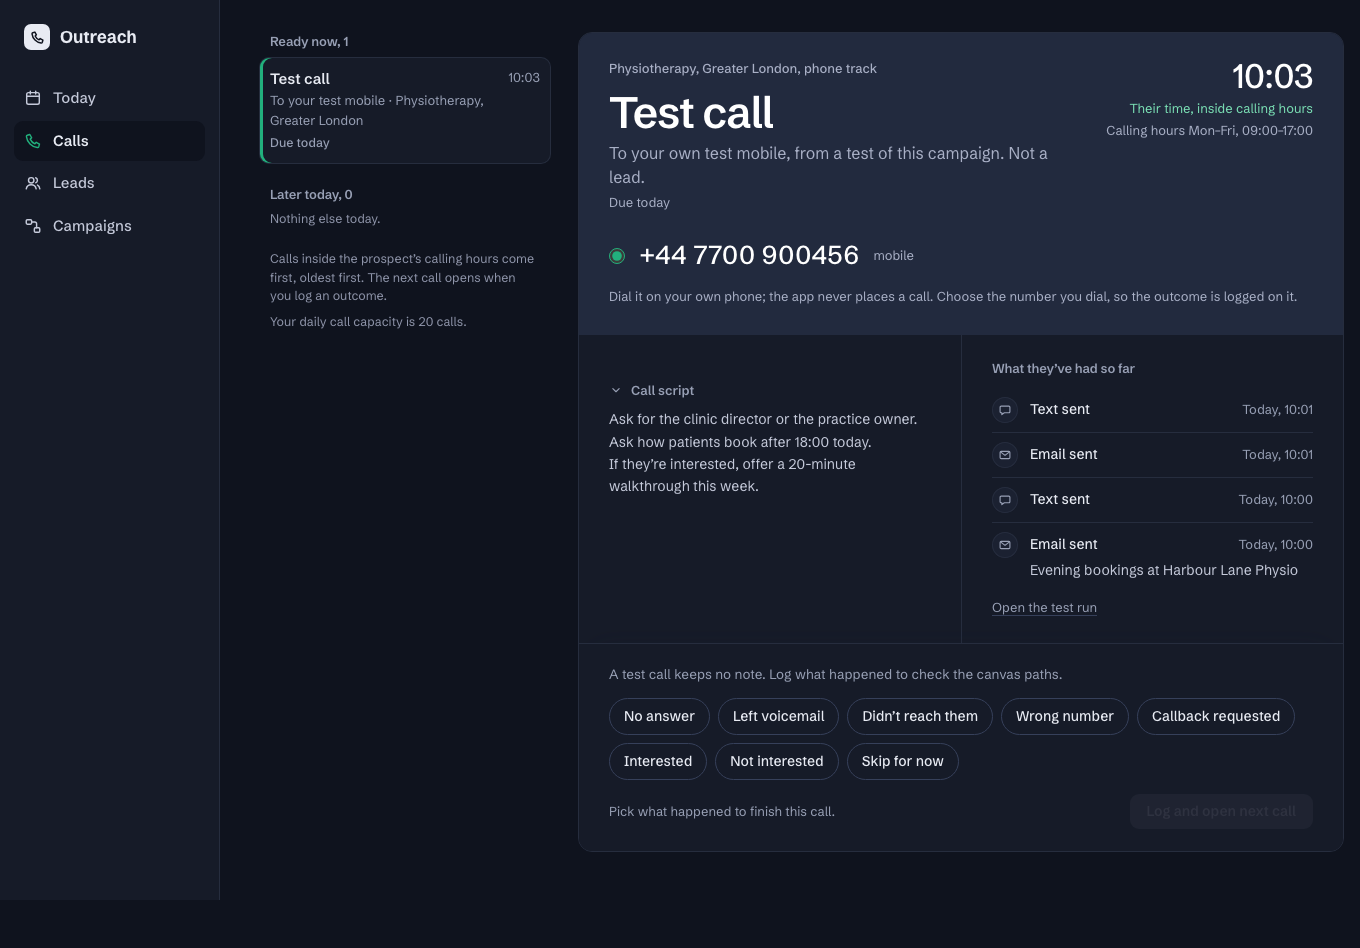 Outreach
Today
Calls
Leads
Campaigns
Ready now, 1
Test call
10:03
To your test mobile · Physiotherapy,
Greater London
Due today
Later today, 0
Nothing else today.
Calls inside the prospect’s calling hours come
first, oldest first. The next call opens when
you log an outcome.
Your daily call capacity is 20 calls.
Physiotherapy, Greater London, phone track
Test call
To your own test mobile, from a test of this campaign. Not a
lead.
Due today
10:03
Their time, inside calling hours
Calling hours Mon–Fri, 09:00–17:00
+44 7700 900456 mobile
Dial it on your own phone; the app never places a call. Choose the number you dial, so the outcome is logged on it.
Call script
Ask for the clinic director or the practice owner.
Ask how patients book after 18:00 today.
If they’re interested, offer a 20-minute
walkthrough this week.
What they’ve had so far
Text sent Today, 10:01
Email sent Today, 10:01
Text sent Today, 10:00
Email sent Today, 10:00
Evening bookings at Harbour Lane Physio
Open the test run
A test call keeps no note. Log what happened to check the canvas paths.
No answer Left voicemail Didn’t reach them Wrong number Callback requested
Interested Not interested Skip for now
Pick what happened to finish this call.
Log and open next call